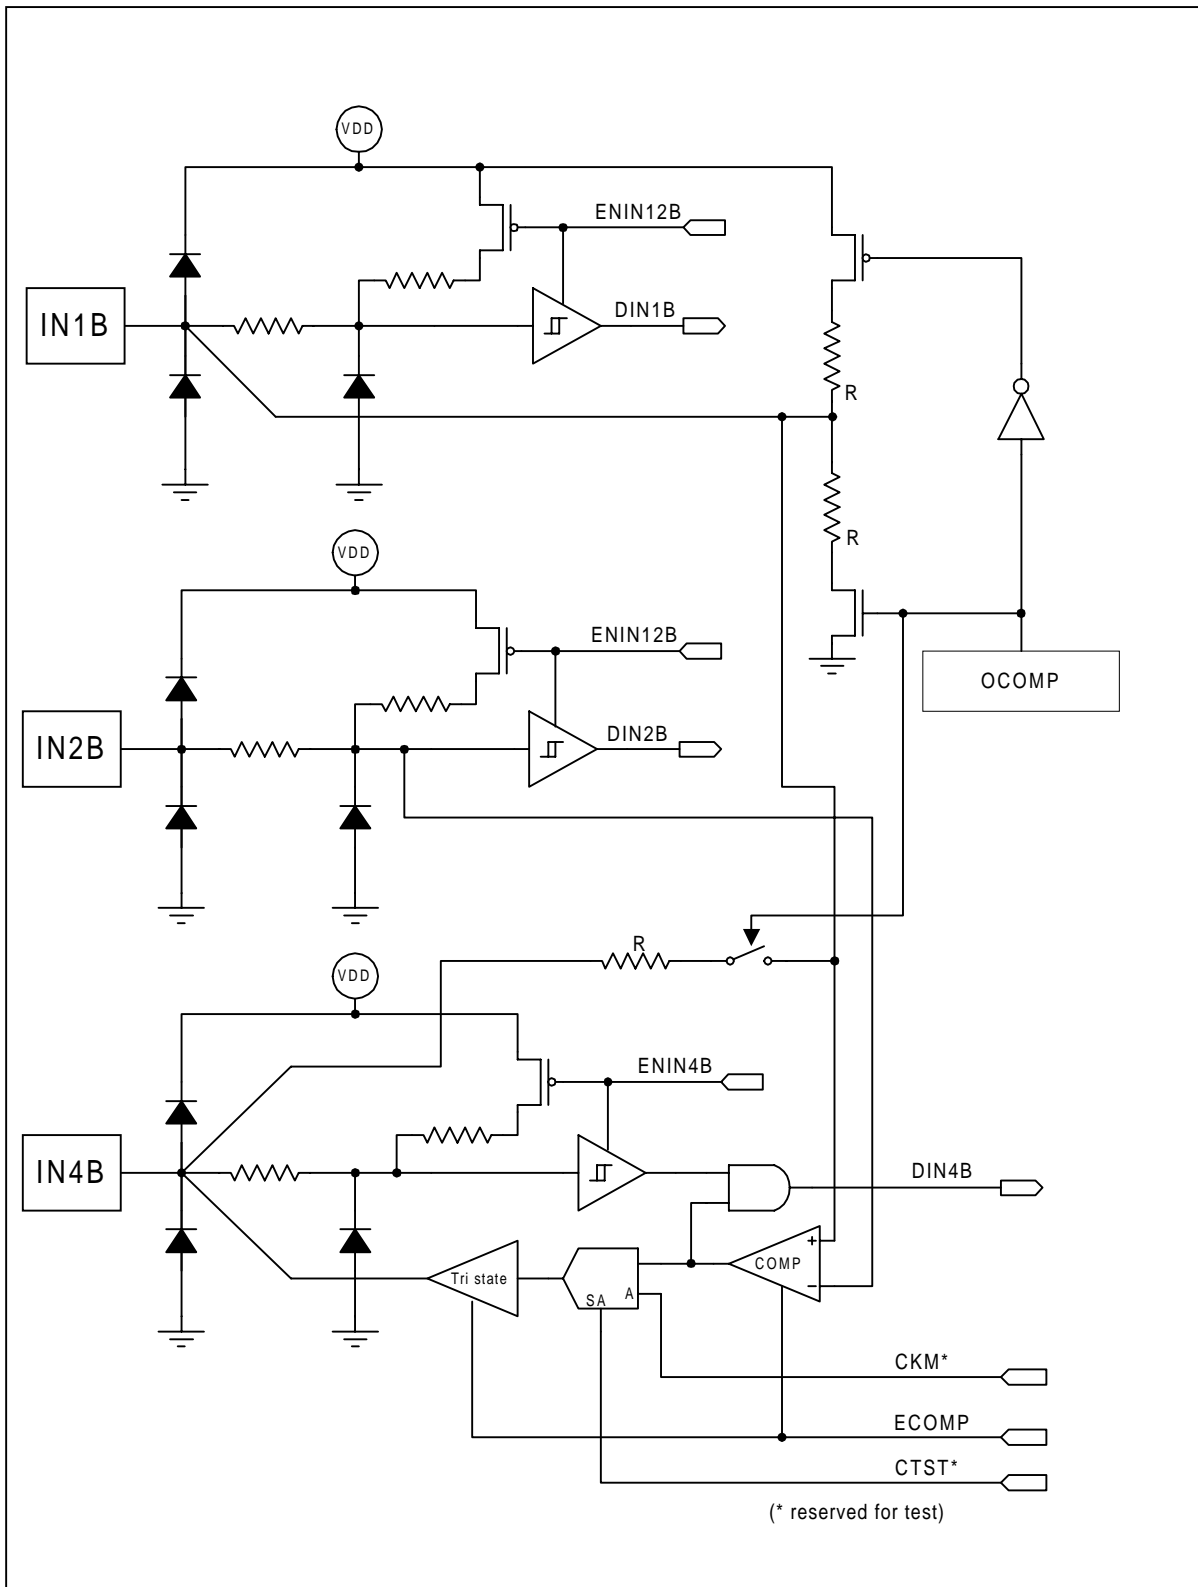 VDD
ENIN12B
IN1B
DIN1B
R
R
VDD
ENIN12B
OCOMP
IN2B
DIN2B
R
VDD
ENIN4B
IN4B
DIN4B
+
COMP
Tri state
−
A
SA
CKM*
ECOMP
CTST*
(* reserved for test)